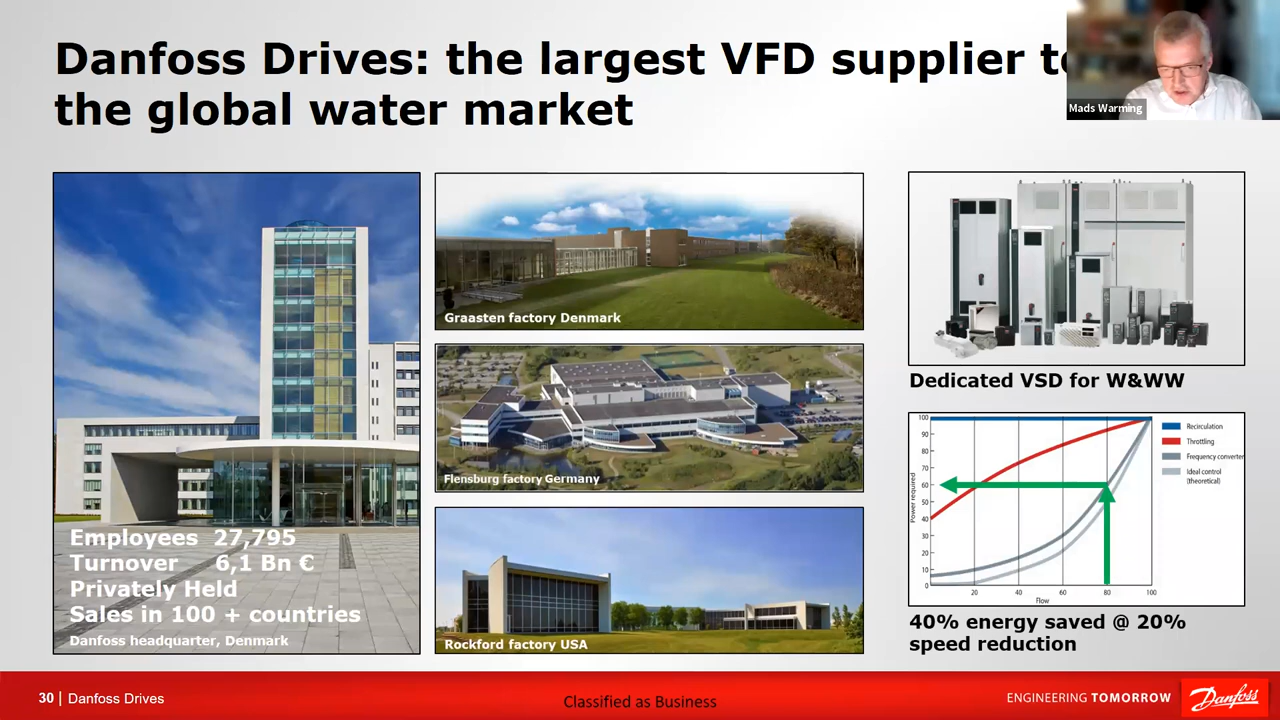 Danfoss Drives: the largest VFD supplier to
the global water market
Mads Warming
Employees 27,795
Turnover 6,1 Bn €
Privately Held
Sales in 100 + countries
Danfoss headquarter, Denmark
Graasten factory Denmark
Flensburg factory Germany
Rockford factory USA
Dedicated VSD for W&WW
100
90
80
70
60
50
40
30
20
10
0
Power required
20 40 60 80 100
Flow
Recirculation
Throttling
Frequency converter
Ideal control
(theoretical)
40% energy saved @ 20%
speed reduction
30 | Danfoss Drives
Classified as Business
ENGINEERING TOMORROW
Danfoss